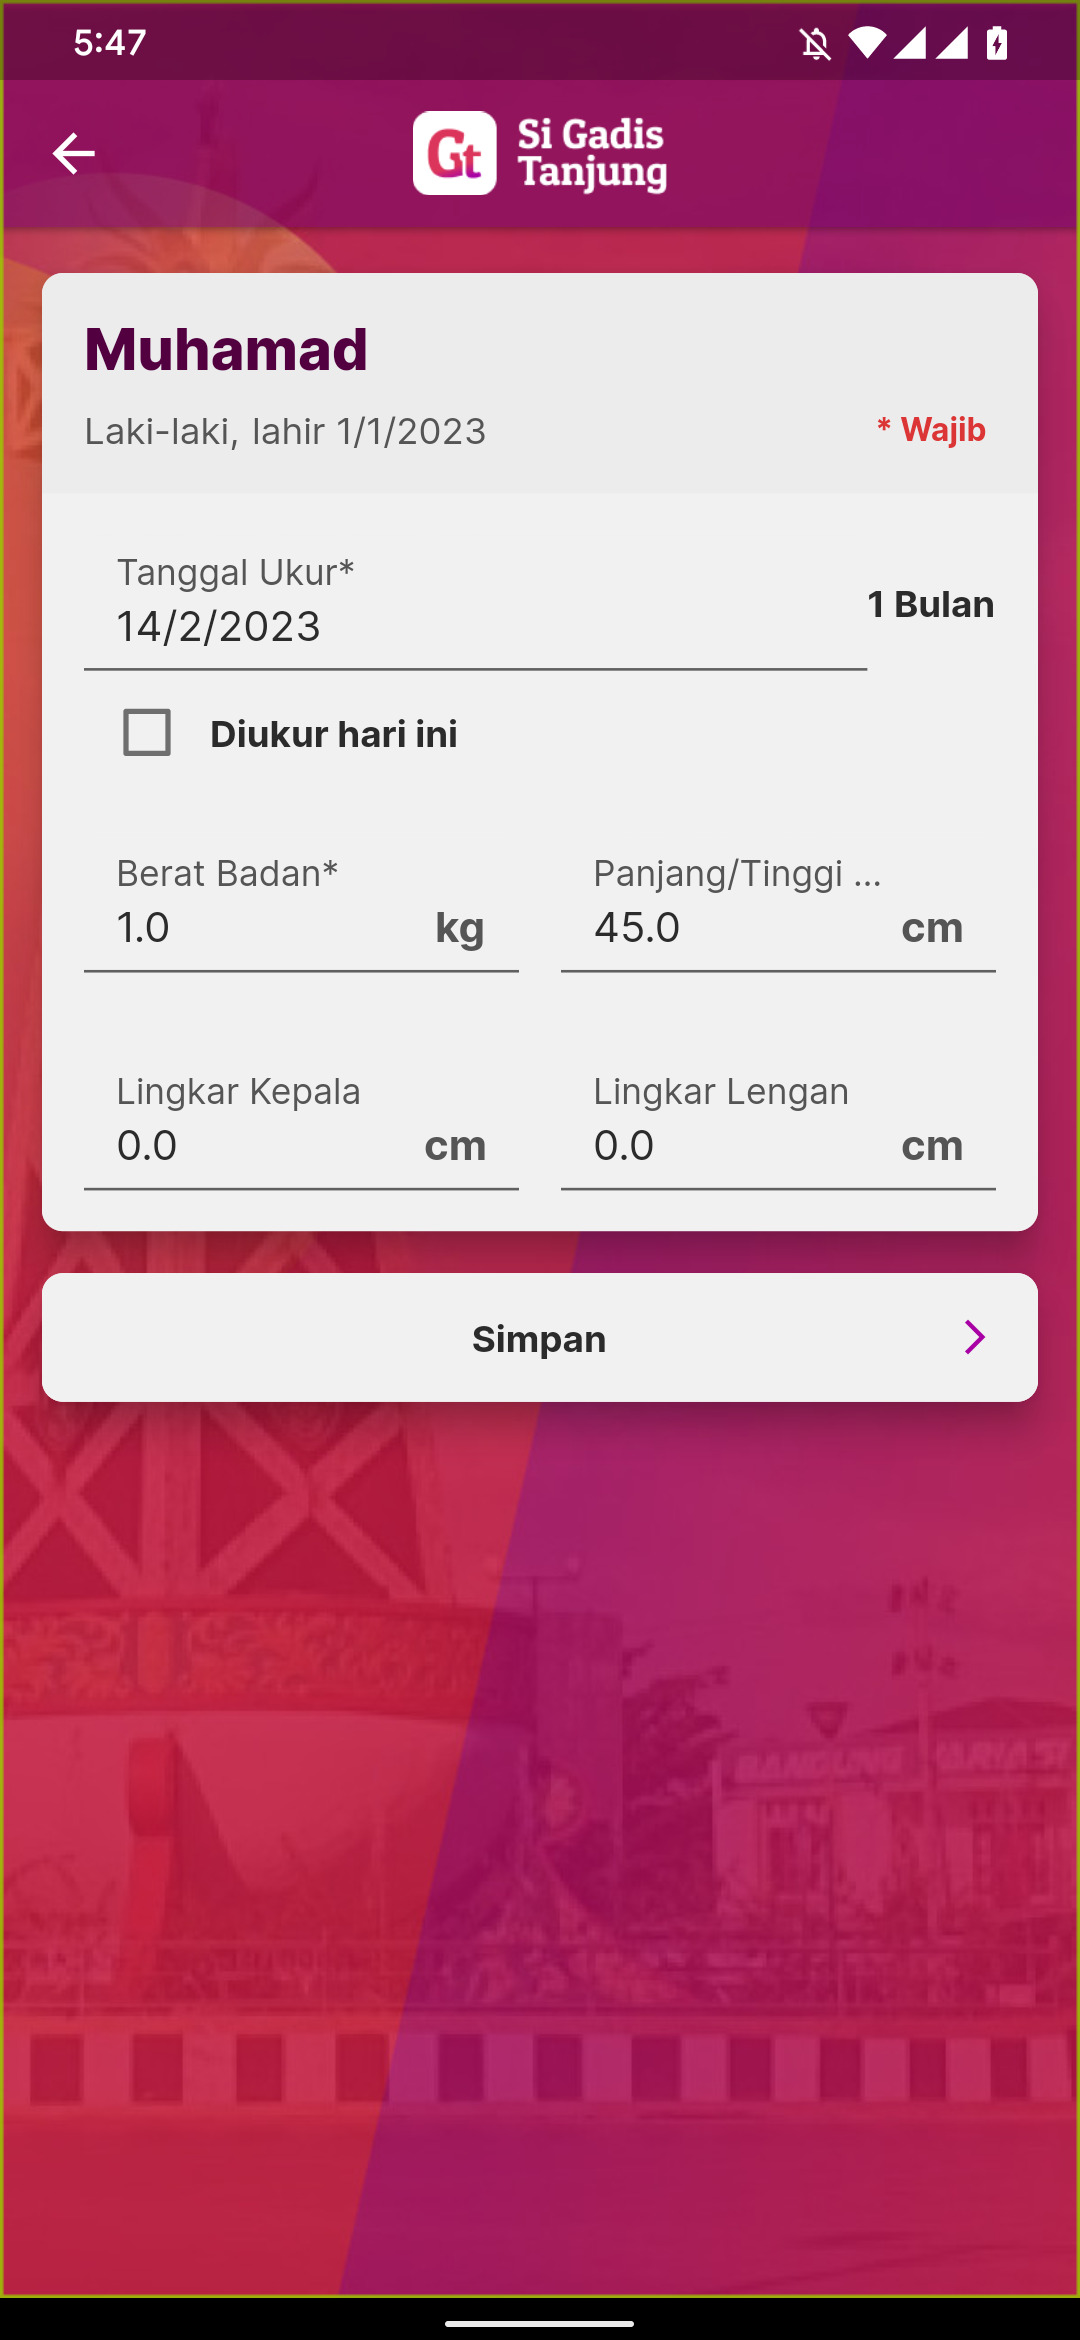 5:47
Gt
Si Gadis
Tanjung
Muhamad
Laki-laki, lahir 1/1/2023
* Wajib
Tanggal Ukur*
14/2/2023
1 Bulan
Diukur hari ini
Berat Badan*
1.0 kg
Panjang/Tinggi ...
45.0 cm
Lingkar Kepala
0.0 cm
Lingkar Lengan
0.0 cm
Simpan
BANDUNG VARIASI